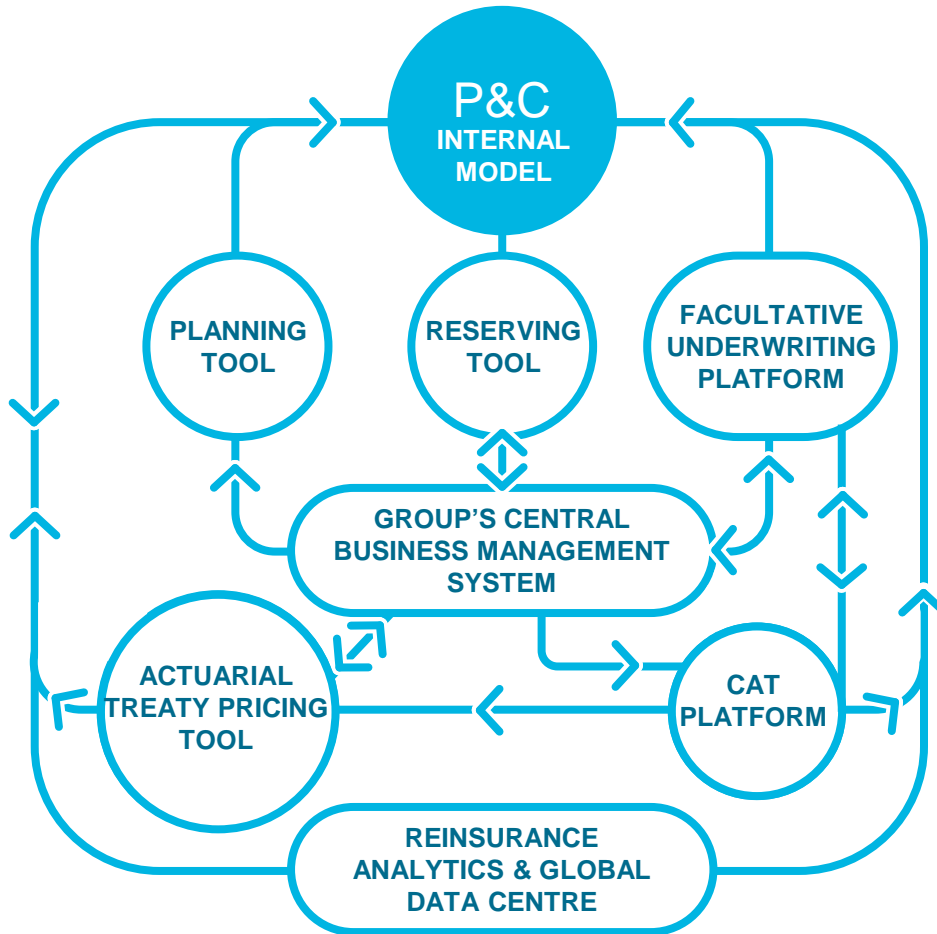 P&C
INTERNAL
MODEL
PLANNING
TOOL
RESERVING
TOOL
FACULTATIVE
UNDERWRITING
PLATFORM
GROUP’S CENTRAL
BUSINESS MANAGEMENT
SYSTEM
ACTUARIAL
TREATY PRICING
TOOL
CAT
PLATFORM
REINSURANCE
ANALYTICS & GLOBAL
DATA CENTRE